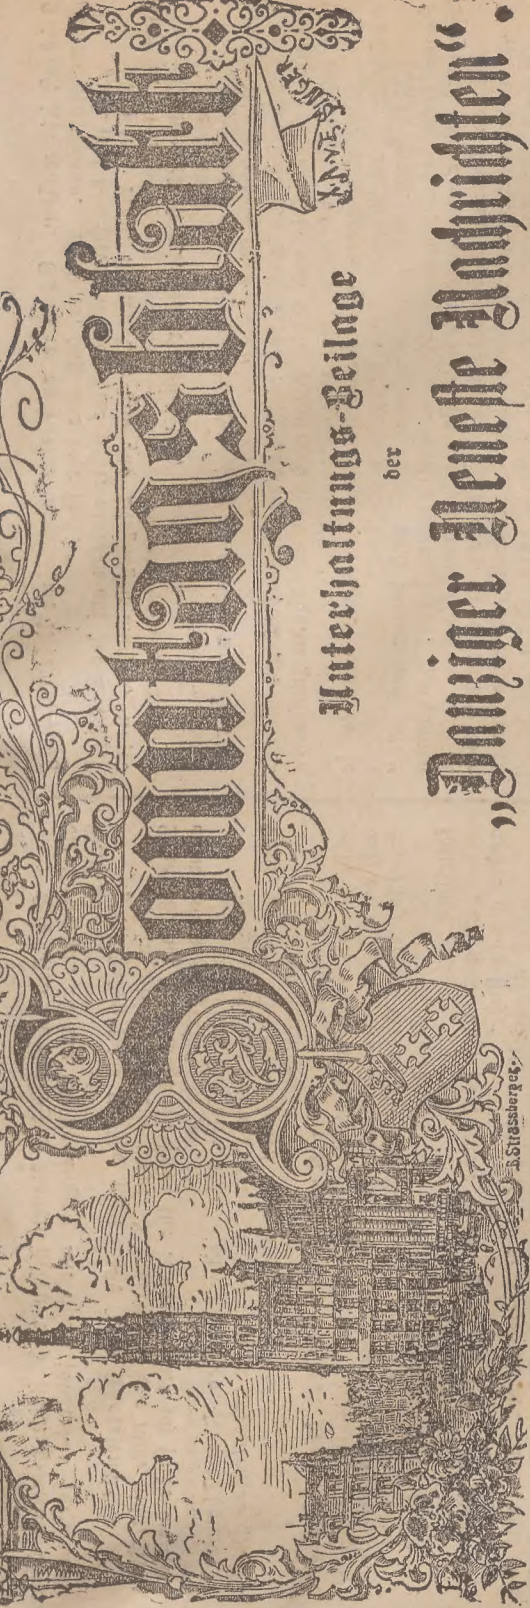 Sonntagsblatt
Unterhaltungs-Beilage
der
„Danziger Neueste Nachrichten“.
B. Strassberger.